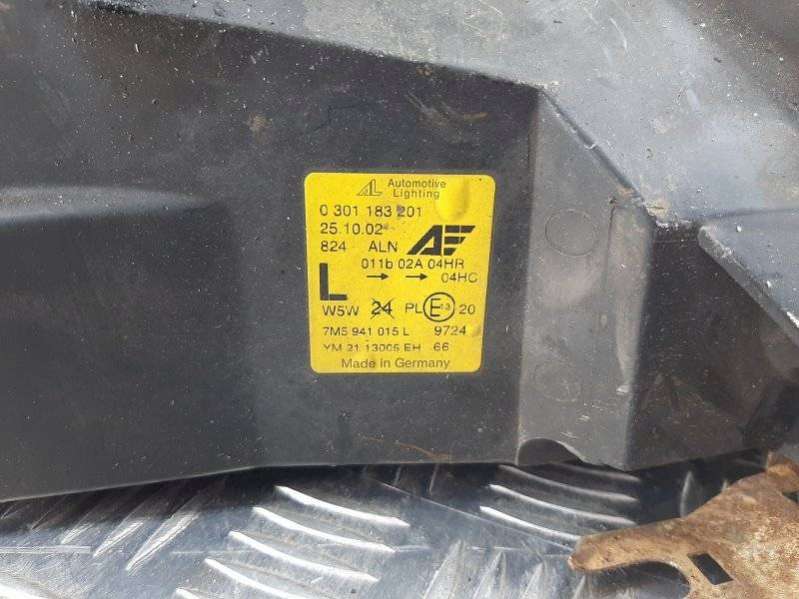 AL Automotive
Lighting
0 301 183 201
25.10.02
824 ALN
011b 02A 04HR
→ → 04HC
L
W5W 24 PL E 20
7M5 941 015 L 9724
YM 21 13006 EH 66
Made in Germany